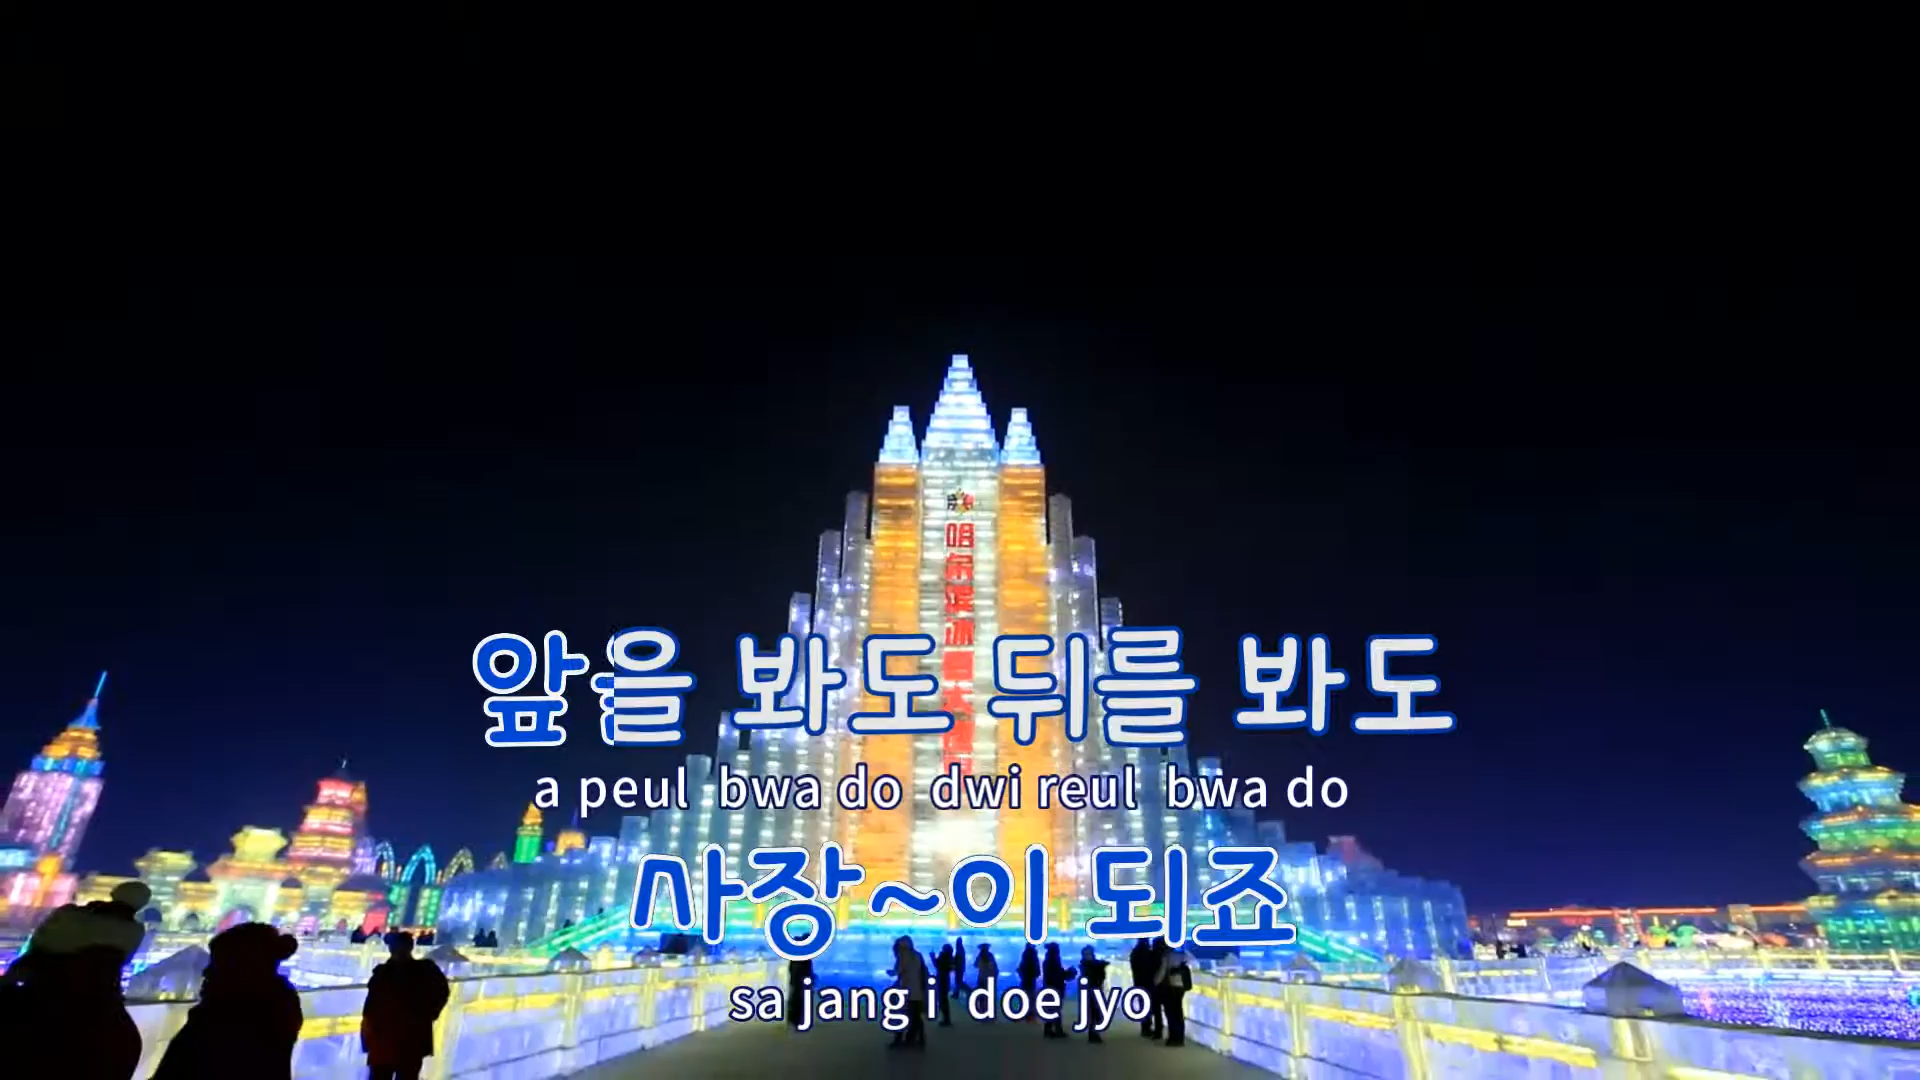 앞을 봐도 뒤를 봐도
a peul bwa do dwi reul bwa do
사장~이 되죠
sa jang i doe jyo